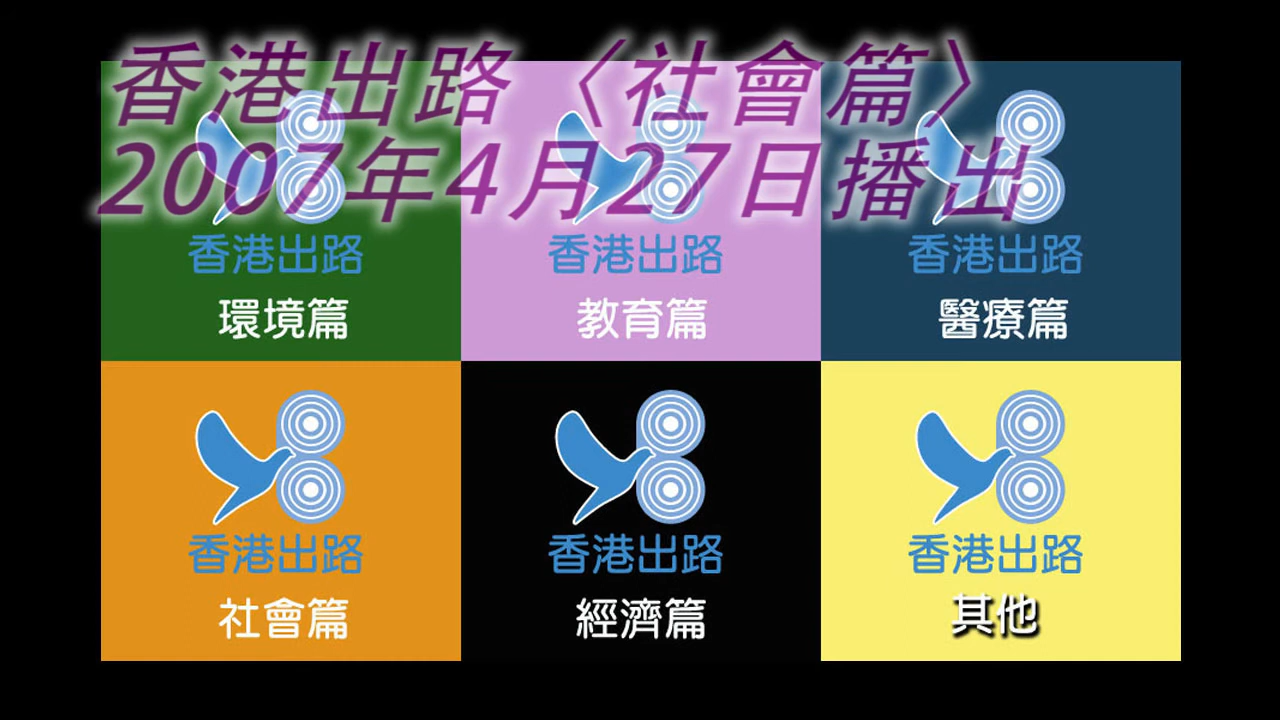 香港出路〈社會篇〉
2007年4月27日播出
香港出路
環境篇
香港出路
教育篇
香港出路
醫療篇
香港出路
社會篇
香港出路
經濟篇
香港出路
其他